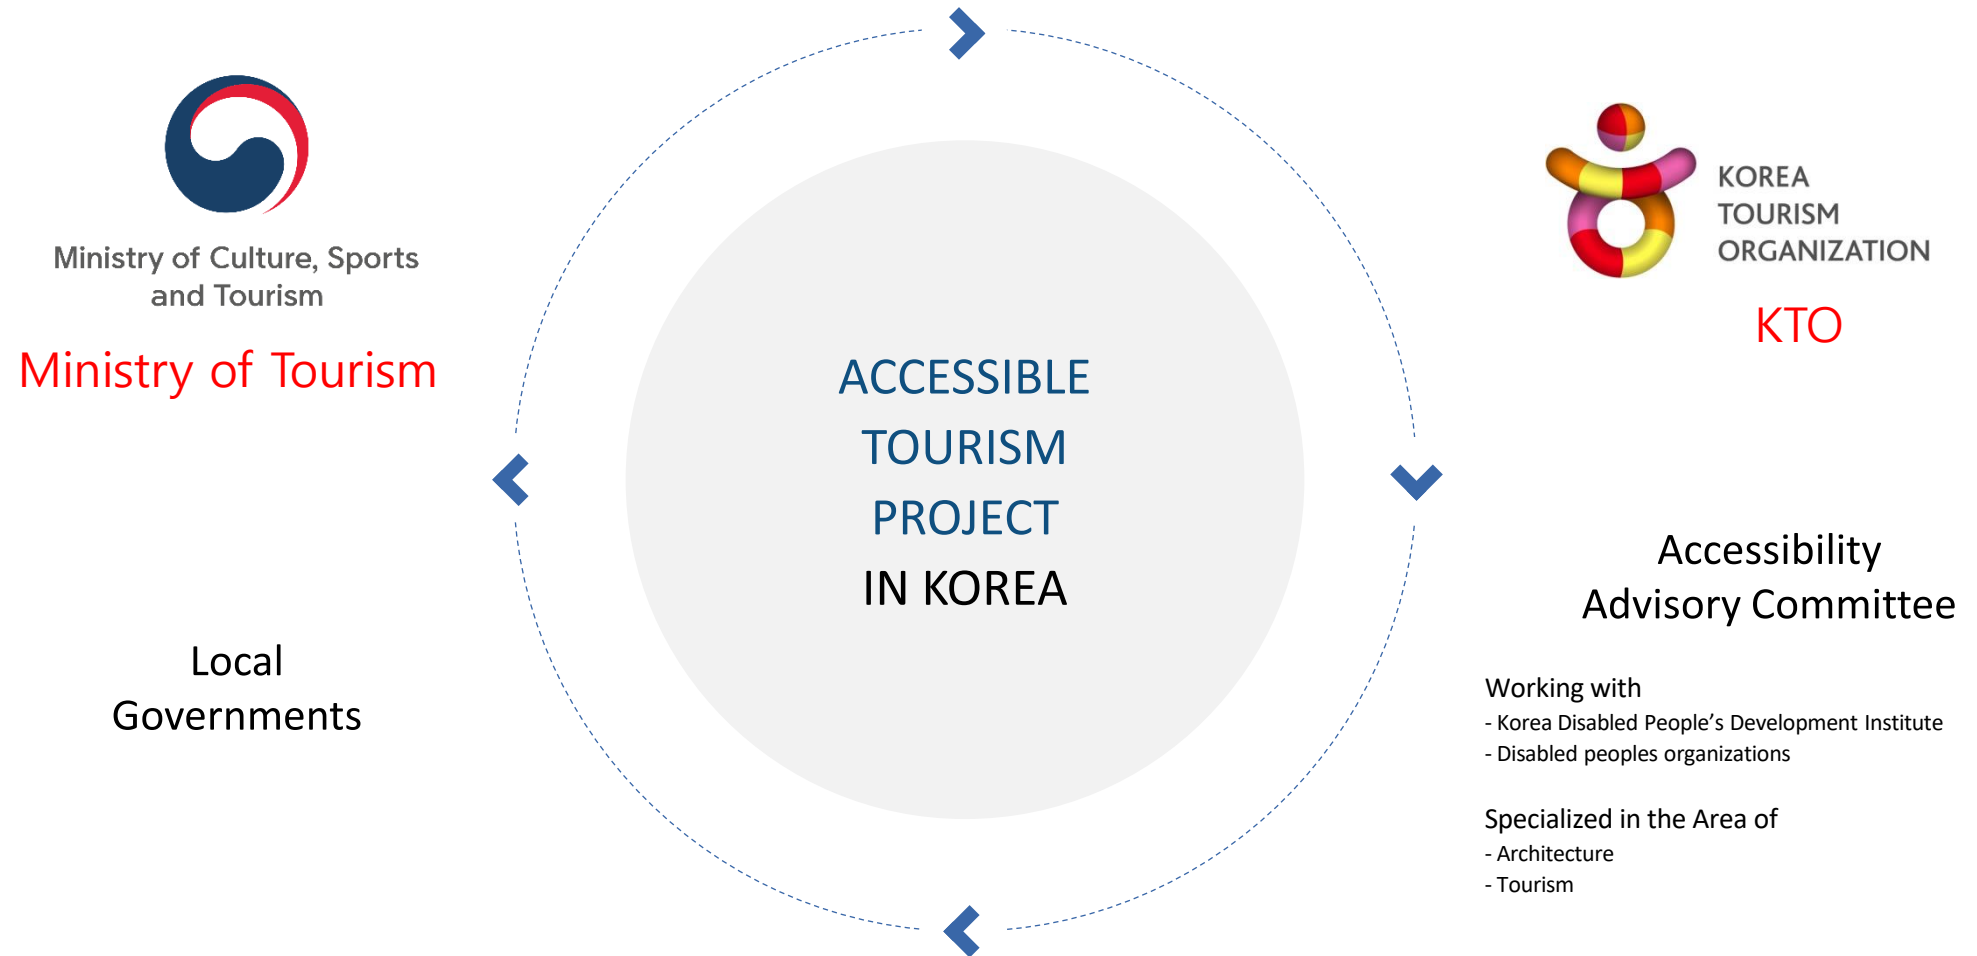 Ministry of Culture, Sports
and Tourism
Ministry of Tourism
KOREA
TOURISM
ORGANIZATION
KTO
ACCESSIBLE
TOURISM
PROJECT
IN KOREA
Local
Governments
Accessibility
Advisory Committee
Working with
- Korea Disabled People’s Development Institute
- Disabled peoples organizations
Specialized in the Area of
- Architecture
- Tourism